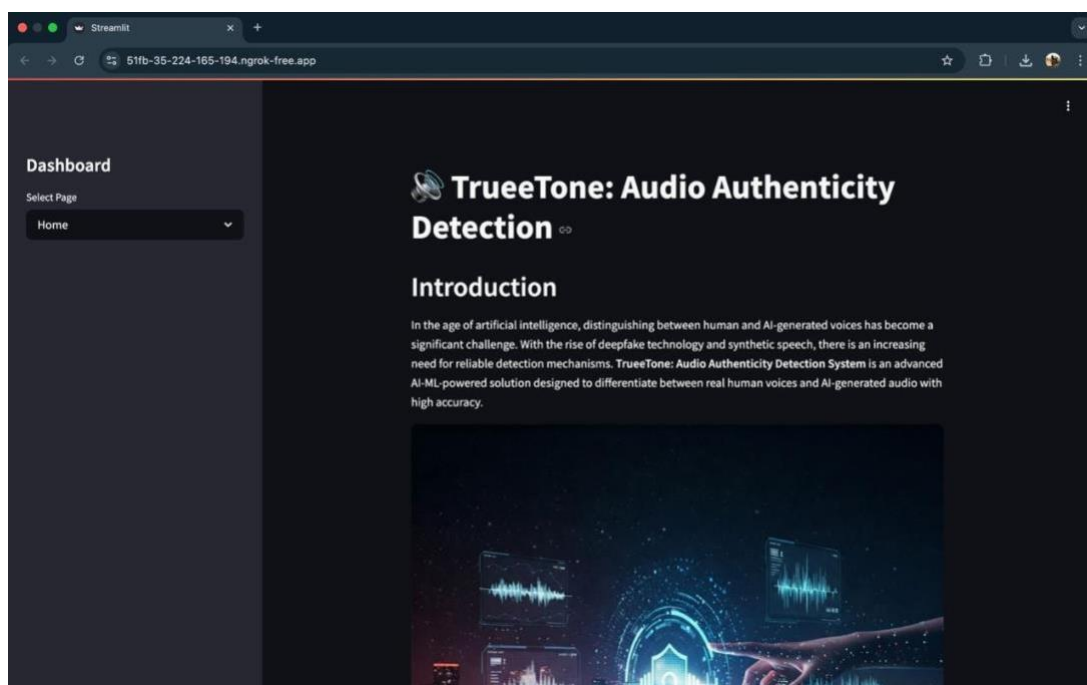 Streamlit
51fb-35-224-165-194.ngrok-free.app
Dashboard
Select Page
Home
TrueeTone: Audio Authenticity
Detection
Introduction
In the age of artificial intelligence, distinguishing between human and AI-generated voices has become a
significant challenge. With the rise of deepfake technology and synthetic speech, there is an increasing
need for reliable detection mechanisms. TrueeTone: Audio Authenticity Detection System is an advanced
AI-ML-powered solution designed to differentiate between real human voices and AI-generated audio with
high accuracy.